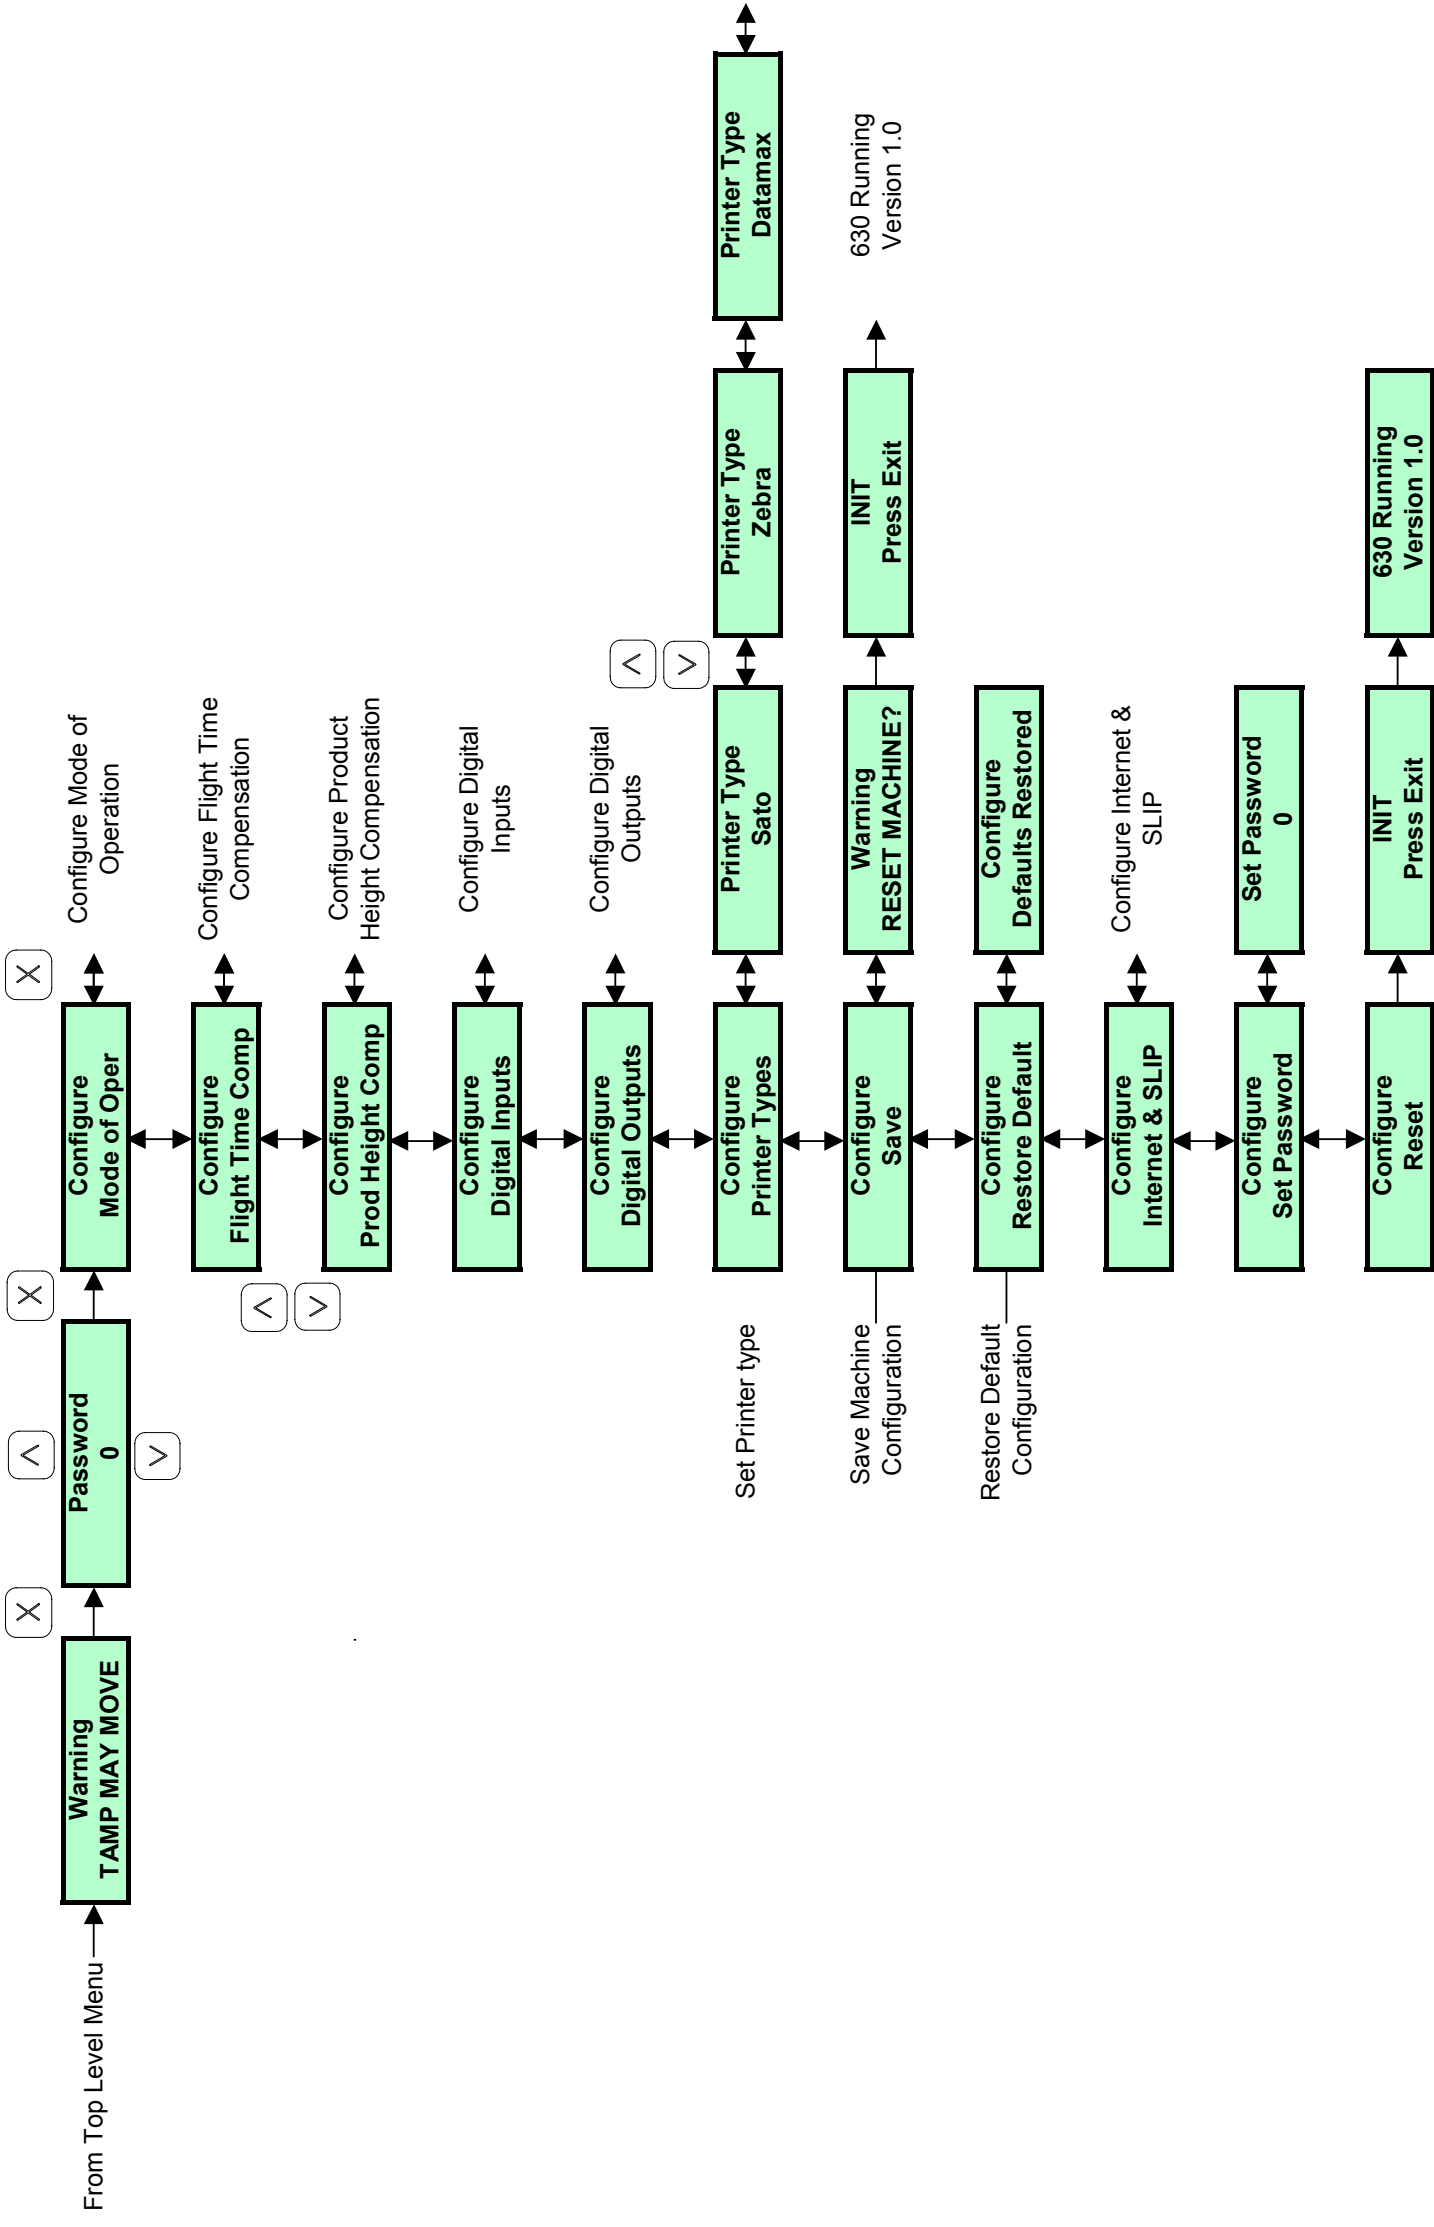 From Top Level Menu
Warning
TAMP MAY MOVE
X
Password
0
<
>
X
Configure
Mode of Oper
X
Configure Mode of
Operation
Configure
Flight Time Comp
Configure Flight Time
Compensation
<
>
Configure
Prod Height Comp
Configure Product
Height Compensation
Configure
Digital Inputs
Configure Digital
Inputs
Configure
Digital Outputs
Configure Digital
Outputs
Set Printer type
Configure
Printer Types
Printer Type
Sato
<
>
Printer Type
Zebra
Printer Type
Datamax
Save Machine
Configuration
Configure
Save
Warning
RESET MACHINE?
INIT
Press Exit
630 Running
Version 1.0
Restore Default
Configuration
Configure
Restore Default
Configure
Defaults Restored
Configure
Internet & SLIP
Configure Internet &
SLIP
Configure
Set Password
Set Password
0
Configure
Reset
INIT
Press Exit
630 Running
Version 1.0